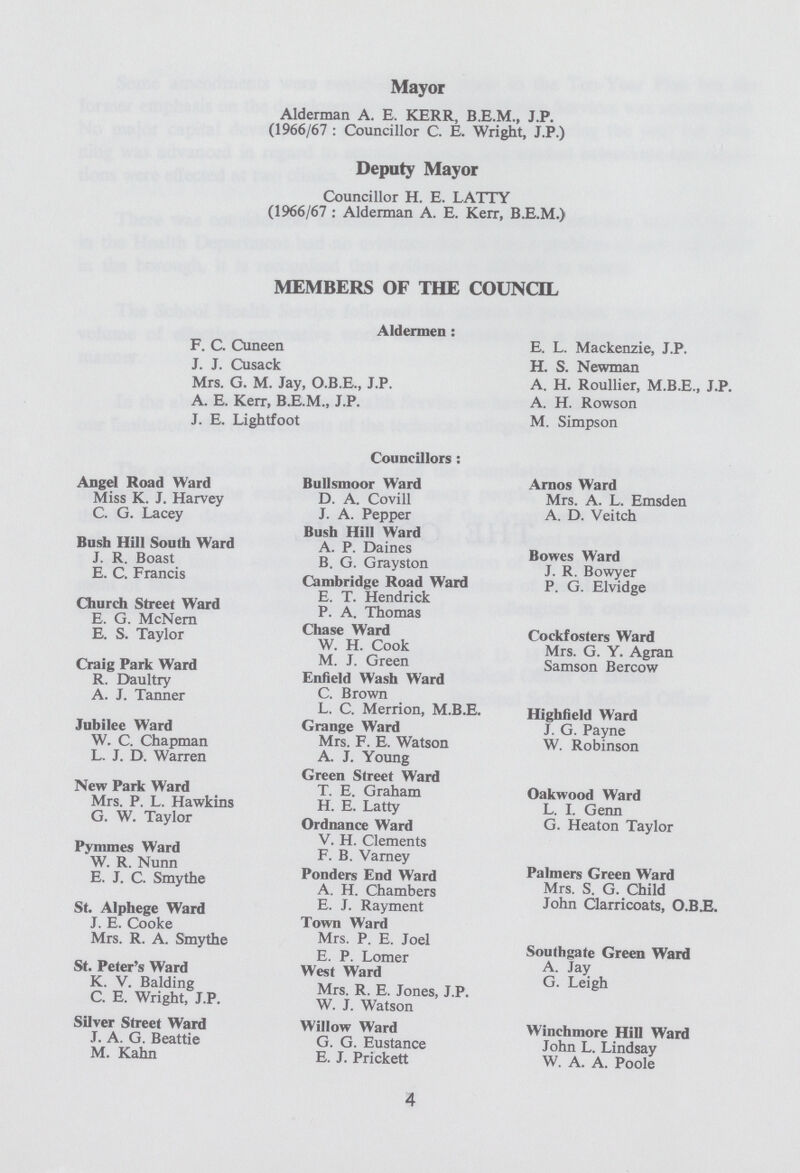 Mayor
Alderman A. E. KERR, B.E.M., J.P.
(1966/67 : Councillor C. E. Wright, J.P.)
Deputy Mayor
Councillor H. E. LATTY
(1966/67 : Alderman A. E. Kerr, B.E.M.)
MEMBERS OF THE COUNCIL
Aldermen :
F. C. Cuneen
J. J. Cusack
Mrs. G. M. Jay, O.B.E., J.P.
A. E. Kerr, B.E.M., J.P.
J. E. Lightfoot
E. L. Mackenzie, J.P.
H. S. Newman
A. H. Roullier, M.B.E., J.P.
A. H. Rowson
M. Simpson
Councillors :
Angel Road Ward
Miss K. J. Harvey
C. G. Lacey
Bush Hill South Ward
J. R. Boast
E. C. Francis
Church Street Ward
E. G. McNern
E. S. Taylor
Craig Park Ward
R. Daultry
A. J. Tanner
Jubilee Ward
W. C. Chapman
L. J. D. Warren
New Park Ward
Mrs. P. L. Hawkins
G. W. Taylor
Pymmes Ward
W. R. Nunn
E. J. C. Smythe
St. Alphege Ward
J. E. Cooke
Mrs. R. A. Smythe
St. Peter's Ward
K. V. Balding
C. E. Wright, J.P.
Silver Street Ward
J. A. G. Beattie
M. Kahn
Bullsmoor Ward
D. A. Covill
J. A. Pepper
Bush Hill Ward
A. P. Daines
B. G. Grayston
Cambridge Road Ward
E. T. Hendrick
P. A. Thomas
Chase Ward
W. H. Cook
M. J. Green
Enfield Wash Ward
C. Brown
L. C. Merrion, M.B.E.
Grange Ward
Mrs. F. E. Watson
A. J. Young
Green Street Ward
T. E. Graham
H. E. Latty
Ordnance Ward
V. H. Clements
F. B. Varney
Ponders End Ward
A. H. Chambers
E. J. Rayment
Town Ward
Mrs. P. E. Joel
E. P. Lomer
West Ward
Mrs. R. E. Jones, J.P.
W. J. Watson
Willow Ward
G. G. Eustance
E. J. Prickett
Arnos Ward
Mrs. A. L. Emsden
A. D. Veitch
Bowes Ward
J. R. Bowyer
P. G. Elvidge
Cockfosters Ward
Mrs. G. Y. Agran
Samson Bercow
Highfield Ward
J. G. Payne
W. Robinson
Oakwood Ward
L. I. Genn
G. Heaton Taylor
Palmers Green Ward
Mrs. S. G. Child
John Clarricoats, O.B.E.
Southgate Green Ward
A. Jay
G. Leigh
Winchmore Hill Ward
John L. Lindsay
W. A. A. Poole
4